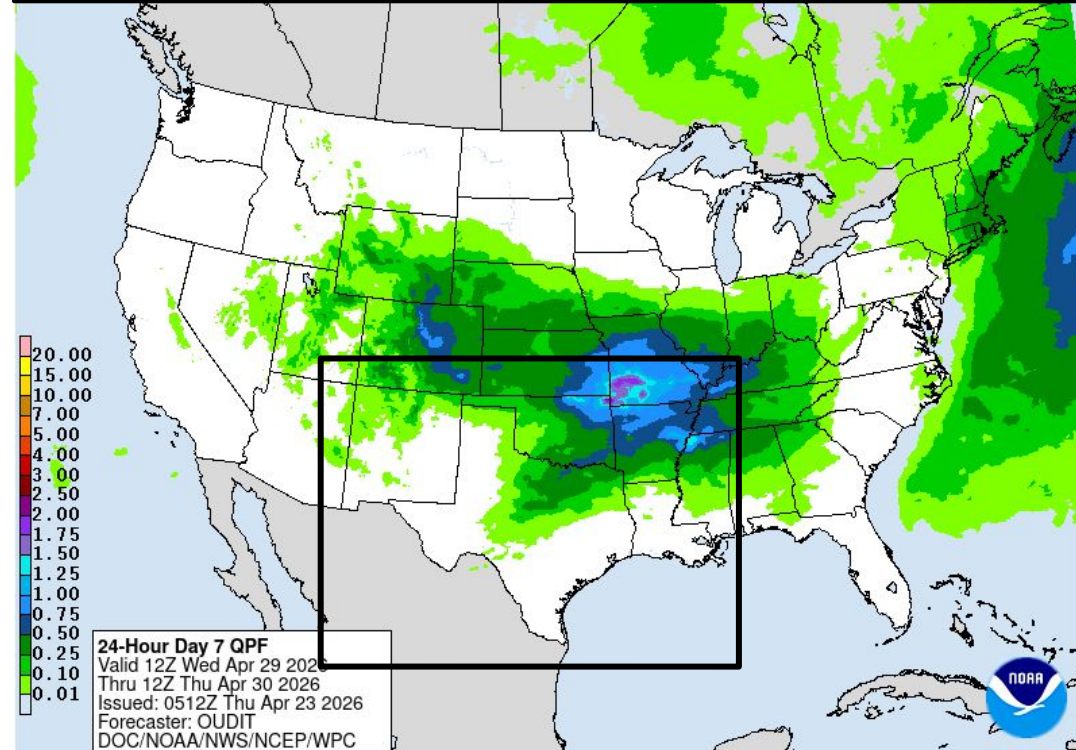 20.00
15.00
10.00
7.00
5.00
4.00
3.00
2.50
2.00
1.75
1.50
1.25
1.00
0.75
0.50
0.25
0.10
0.01
24-Hour Day 7 QPF
Valid 12Z Wed Apr 29 2026
Thru 12Z Thu Apr 30 2026
Issued: 0512Z Thu Apr 23 2026
Forecaster: OUDIT
DOC/NOAA/NWS/NCEP/WPC
NOAA